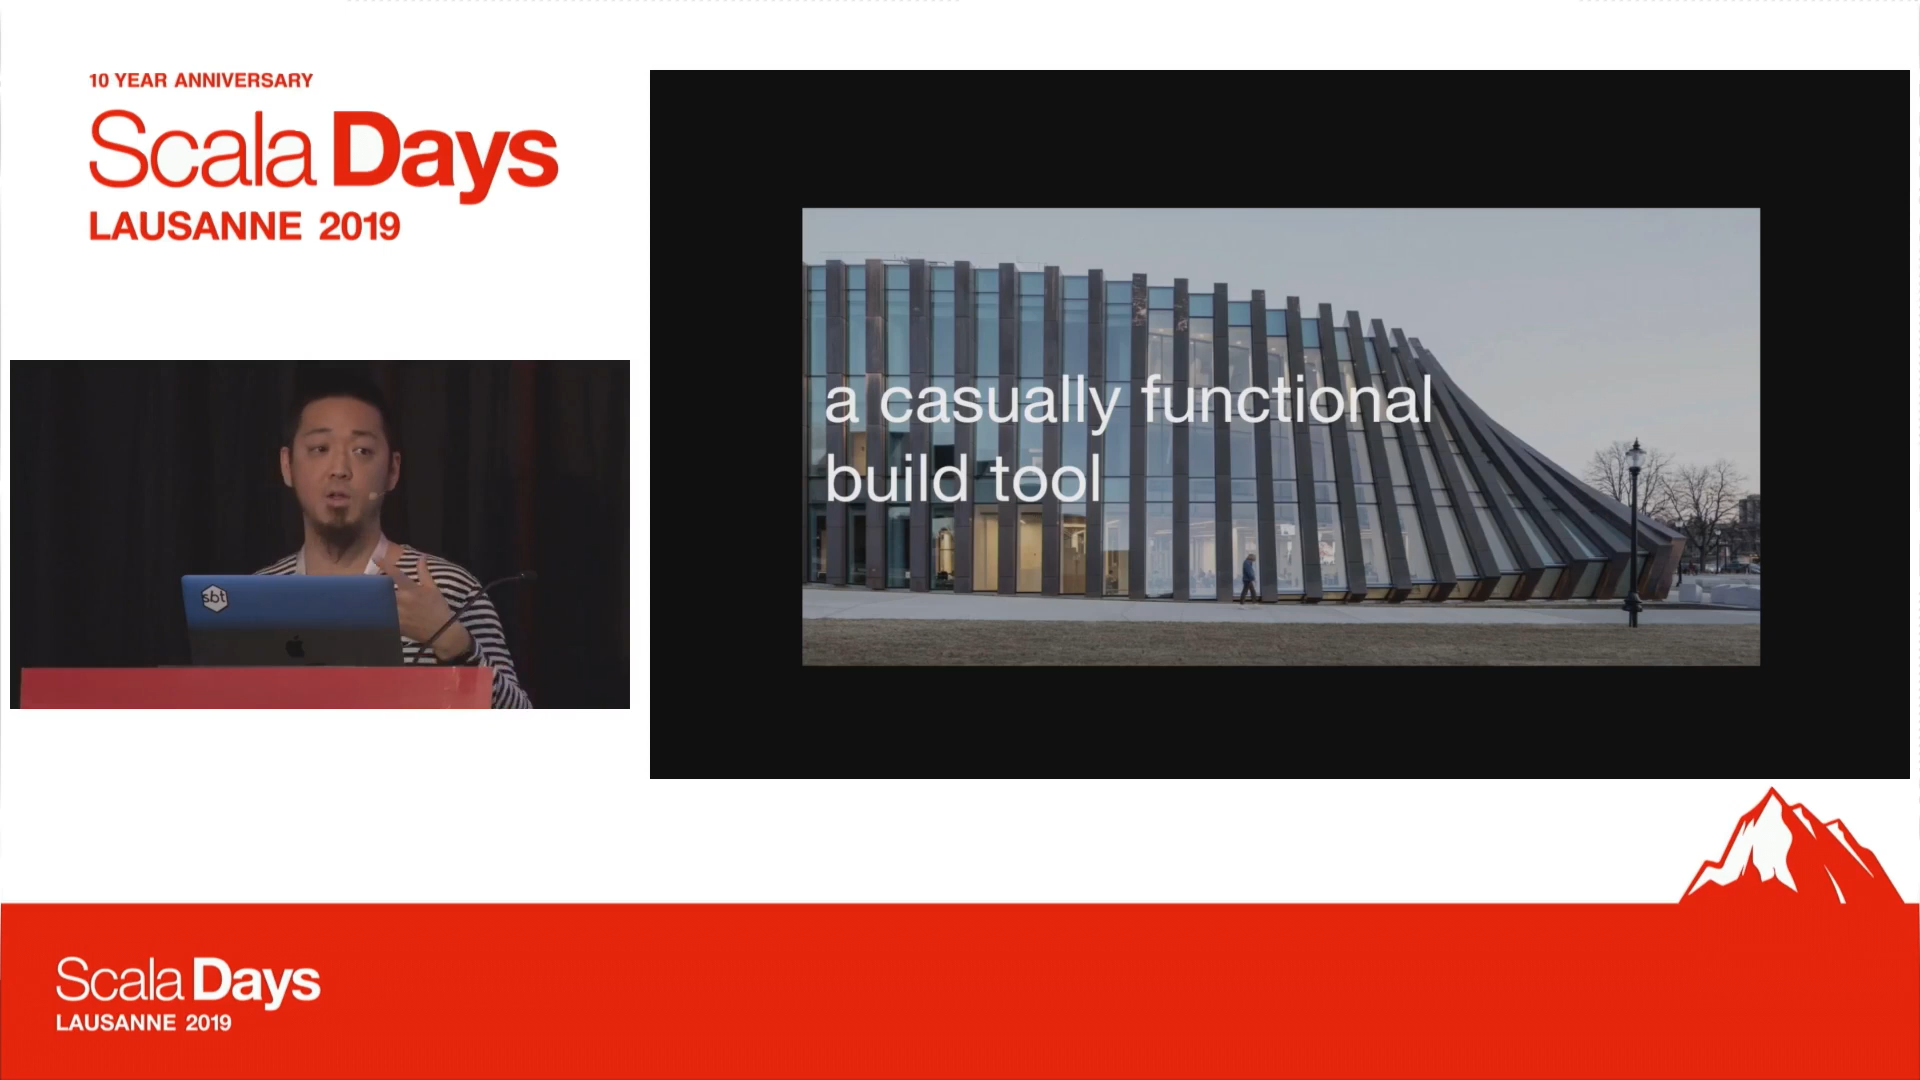 10 YEAR ANNIVERSARY
Scala Days
LAUSANNE 2019
a casually functional
build tool
sbt
Scala Days
LAUSANNE 2019